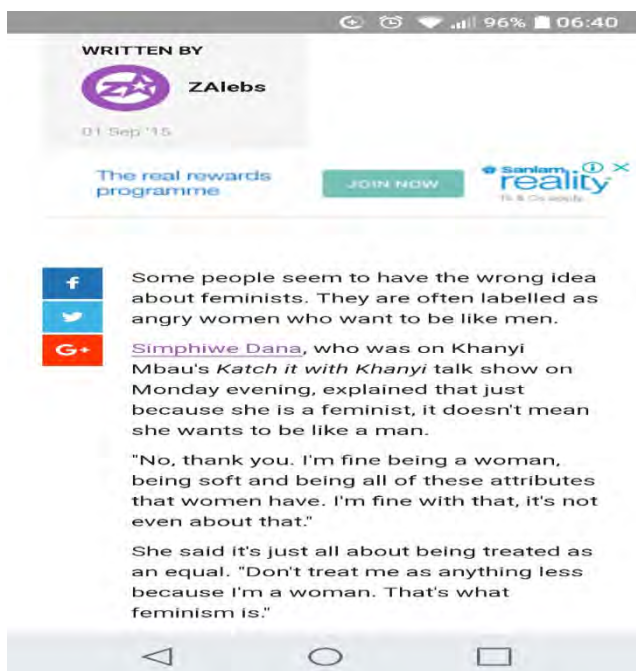 96% 06:40
WRITTEN BY
ZAlebs
01 Sep '15
The real rewards
programme
JOIN NOW
Sanlam
reality
Ts & Cs apply
f
G+
Some people seem to have the wrong idea
about feminists. They are often labelled as
angry women who want to be like men.
Simphiwe Dana, who was on Khanyi
Mbau's Katch it with Khanyi talk show on
Monday evening, explained that just
because she is a feminist, it doesn't mean
she wants to be like a man.
"No, thank you. I'm fine being a woman,
being soft and being all of these attributes
that women have. I'm fine with that, it's not
even about that."
She said it's just all about being treated as
an equal. "Don't treat me as anything less
because I'm a woman. That's what
feminism is."